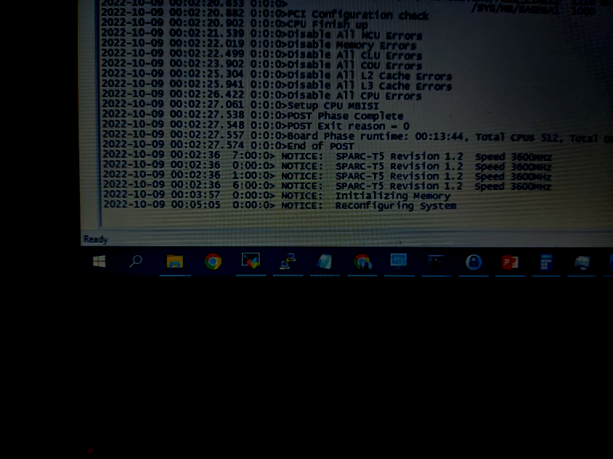 2022-10-09 00:02:20.853 0:0:0>
2022-10-09 00:02:20.882 0:0:0>PCI Configuration check
2022-10-09 00:02:20.902 0:0:0>CPU Finish up
2022-10-09 00:02:21.539 0:0:0>Disable All NCU Errors
2022-10-09 00:02:22.019 0:0:0>Disable Memory Errors
2022-10-09 00:02:22.499 0:0:0>Disable All CLU Errors
2022-10-09 00:02:23.902 0:0:0>Disable All COU Errors
2022-10-09 00:02:25.304 0:0:0>Disable All L2 Cache Errors
2022-10-09 00:02:25.941 0:0:0>Disable All L3 Cache Errors
2022-10-09 00:02:26.422 0:0:0>Disable All CPU Errors
2022-10-09 00:02:27.061 0:0:0>Setup CPU MBISI
2022-10-09 00:02:27.538 0:0:0>POST Phase Complete
2022-10-09 00:02:27.548 0:0:0>POST Exit reason = 0
2022-10-09 00:02:27.557 0:0:0>Board Phase runtime: 00:13:44, Total CPUs 512, Total
2022-10-09 00:02:27.574 0:0:0>End of POST
2022-10-09 00:02:36 7:00:0> NOTICE: SPARC-T5 Revision 1.2 Speed 3600MHz
2022-10-09 00:02:36 0:00:0> NOTICE: SPARC-T5 Revision 1.2 Speed 3600MHz
2022-10-09 00:02:36 1:00:0> NOTICE: SPARC-T5 Revision 1.2 Speed 3600MHz
2022-10-09 00:02:36 6:00:0> NOTICE: SPARC-T5 Revision 1.2 Speed 3600MHz
2022-10-09 00:03:57 0:00:0> NOTICE: Initializing Memory
2022-10-09 00:05:05 0:00:0> NOTICE: Reconfiguring System
Ready